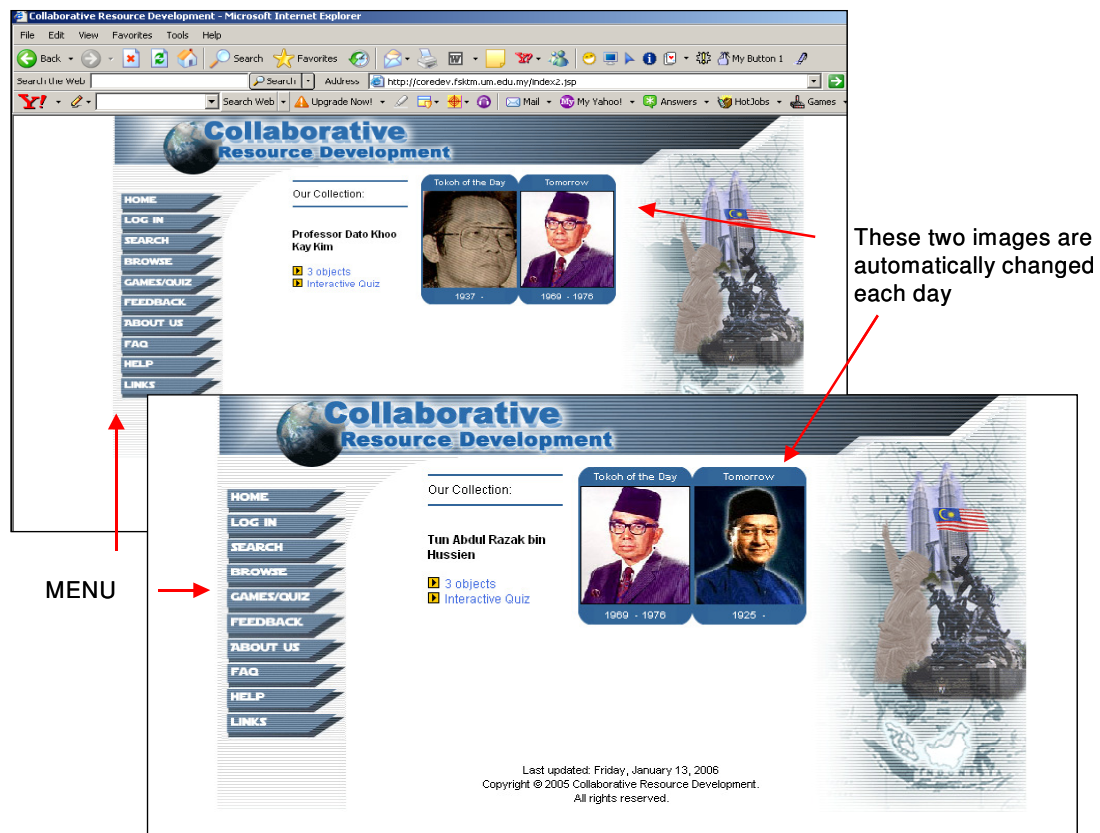 Collaborative Resource Development - Microsoft Internet Explorer
File Edit View Favorites Tools Help
Back Search Favorites My Button 1
Search the Web Search Address http://coredev.fsktm.um.edu.my/index2.jsp
Y! Search Web Upgrade Now! Mail My Yahoo! Answers HotJobs Games
Collaborative
Resource Development
HOME
LOG IN
SEARCH
BROWSE
GAMES/QUIZ
FEEDBACK
ABOUT US
FAQ
HELP
LINKS
Our Collection:
Professor Dato Khoo
Kay Kim
3 objects
Interactive Quiz
Tokoh of the Day Tomorrow
1937 - 1969 - 1976
These two images are
automatically changed
each day
MENU
Collaborative
Resource Development
HOME
LOG IN
SEARCH
BROWSE
GAMES/QUIZ
FEEDBACK
ABOUT US
FAQ
HELP
LINKS
Our Collection:
Tun Abdul Razak bin
Hussien
3 objects
Interactive Quiz
Tokoh of the Day Tomorrow
1969 - 1976 1925 -
INDONESIA
Last updated: Friday, January 13, 2006
Copyright © 2005 Collaborative Resource Development.
All rights reserved.